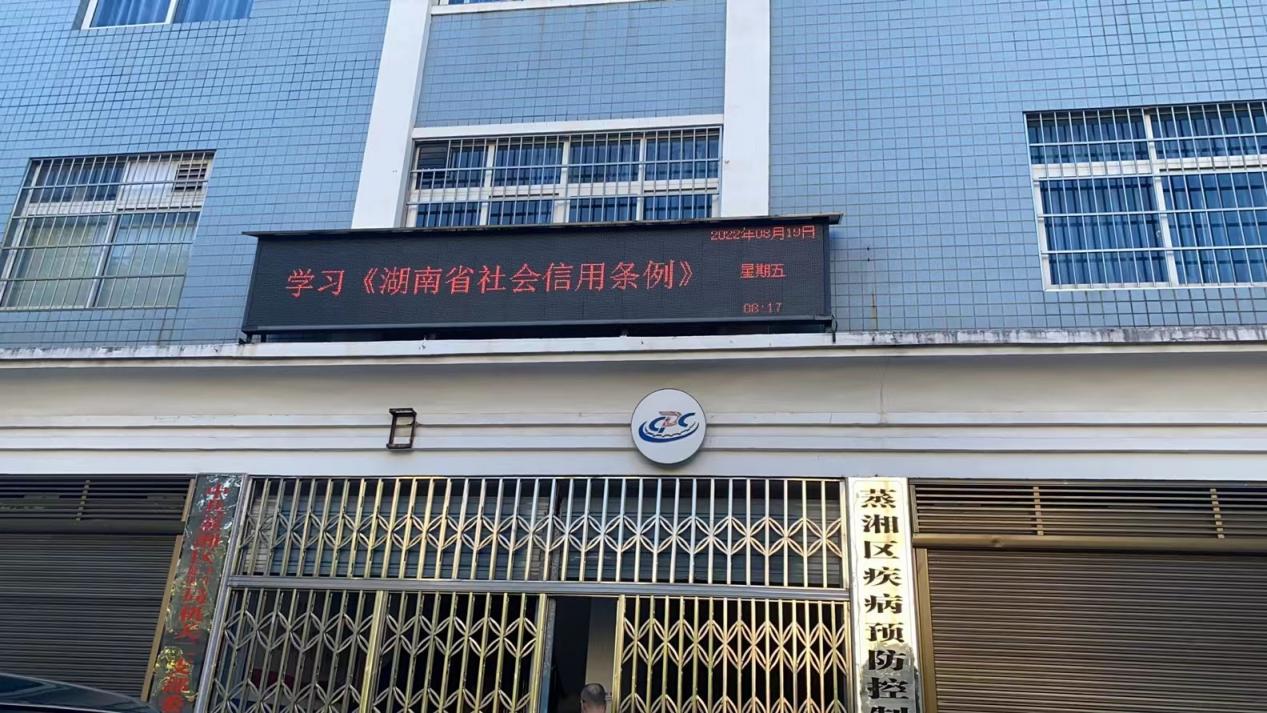 2022年08月19日
学习《湖南省社会信用条例》
星期五
08:17
CDC
蒸湘区疾病预防控制